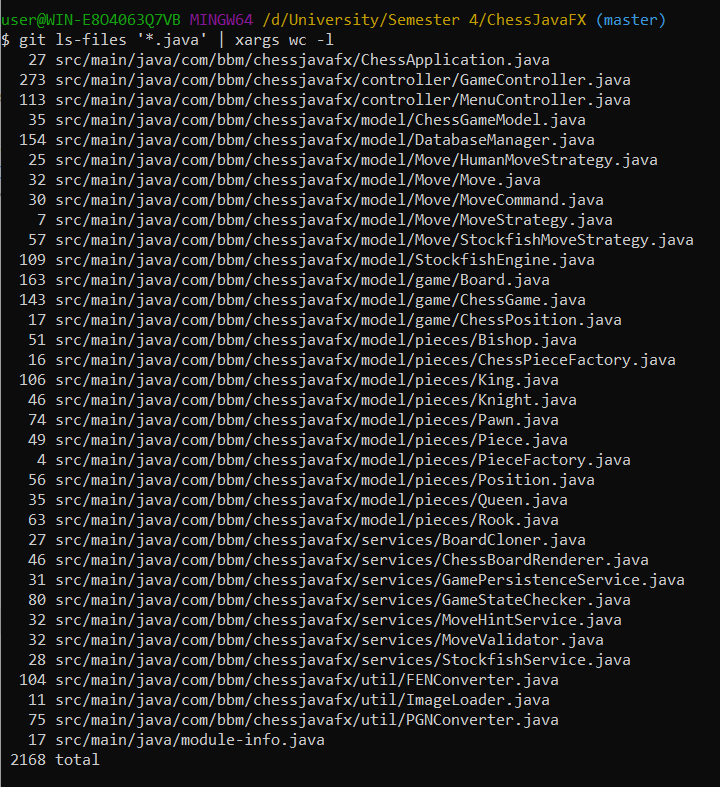 user@WIN-E8O4063Q7VB MINGW64 /d/University/Semester 4/ChessJavaFX (master)
$ git ls-files '*.java' | xargs wc -l
27 src/main/java/com/bbm/chessjavafx/ChessApplication.java
273 src/main/java/com/bbm/chessjavafx/controller/GameController.java
113 src/main/java/com/bbm/chessjavafx/controller/MenuController.java
35 src/main/java/com/bbm/chessjavafx/model/ChessGameModel.java
154 src/main/java/com/bbm/chessjavafx/model/DatabaseManager.java
25 src/main/java/com/bbm/chessjavafx/model/Move/HumanMoveStrategy.java
32 src/main/java/com/bbm/chessjavafx/model/Move/Move.java
30 src/main/java/com/bbm/chessjavafx/model/Move/MoveCommand.java
7 src/main/java/com/bbm/chessjavafx/model/Move/MoveStrategy.java
57 src/main/java/com/bbm/chessjavafx/model/Move/StockfishMoveStrategy.java
109 src/main/java/com/bbm/chessjavafx/model/StockfishEngine.java
163 src/main/java/com/bbm/chessjavafx/model/game/Board.java
143 src/main/java/com/bbm/chessjavafx/model/game/ChessGame.java
17 src/main/java/com/bbm/chessjavafx/model/game/ChessPosition.java
51 src/main/java/com/bbm/chessjavafx/model/pieces/Bishop.java
16 src/main/java/com/bbm/chessjavafx/model/pieces/ChessPieceFactory.java
106 src/main/java/com/bbm/chessjavafx/model/pieces/King.java
46 src/main/java/com/bbm/chessjavafx/model/pieces/Knight.java
74 src/main/java/com/bbm/chessjavafx/model/pieces/Pawn.java
49 src/main/java/com/bbm/chessjavafx/model/pieces/Piece.java
4 src/main/java/com/bbm/chessjavafx/model/pieces/PieceFactory.java
56 src/main/java/com/bbm/chessjavafx/model/pieces/Position.java
35 src/main/java/com/bbm/chessjavafx/model/pieces/Queen.java
63 src/main/java/com/bbm/chessjavafx/model/pieces/Rook.java
27 src/main/java/com/bbm/chessjavafx/services/BoardCloner.java
46 src/main/java/com/bbm/chessjavafx/services/ChessBoardRenderer.java
31 src/main/java/com/bbm/chessjavafx/services/GamePersistenceService.java
80 src/main/java/com/bbm/chessjavafx/services/GameStateChecker.java
32 src/main/java/com/bbm/chessjavafx/services/MoveHintService.java
32 src/main/java/com/bbm/chessjavafx/services/MoveValidator.java
28 src/main/java/com/bbm/chessjavafx/services/StockfishService.java
104 src/main/java/com/bbm/chessjavafx/util/FENConverter.java
11 src/main/java/com/bbm/chessjavafx/util/ImageLoader.java
75 src/main/java/com/bbm/chessjavafx/util/PGNConverter.java
17 src/main/java/module-info.java
2168 total